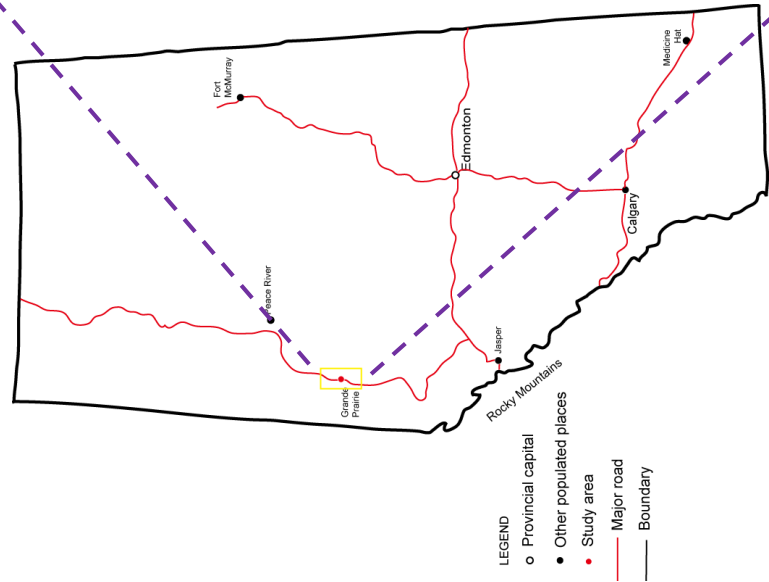 Fort
McMurray
Medicine
Hat
Edmonton
Calgary
Peace River
Jasper
Grande
Prairie
Rocky Mountains
LEGEND
Provincial capital
Other populated places
Study area
Major road
Boundary